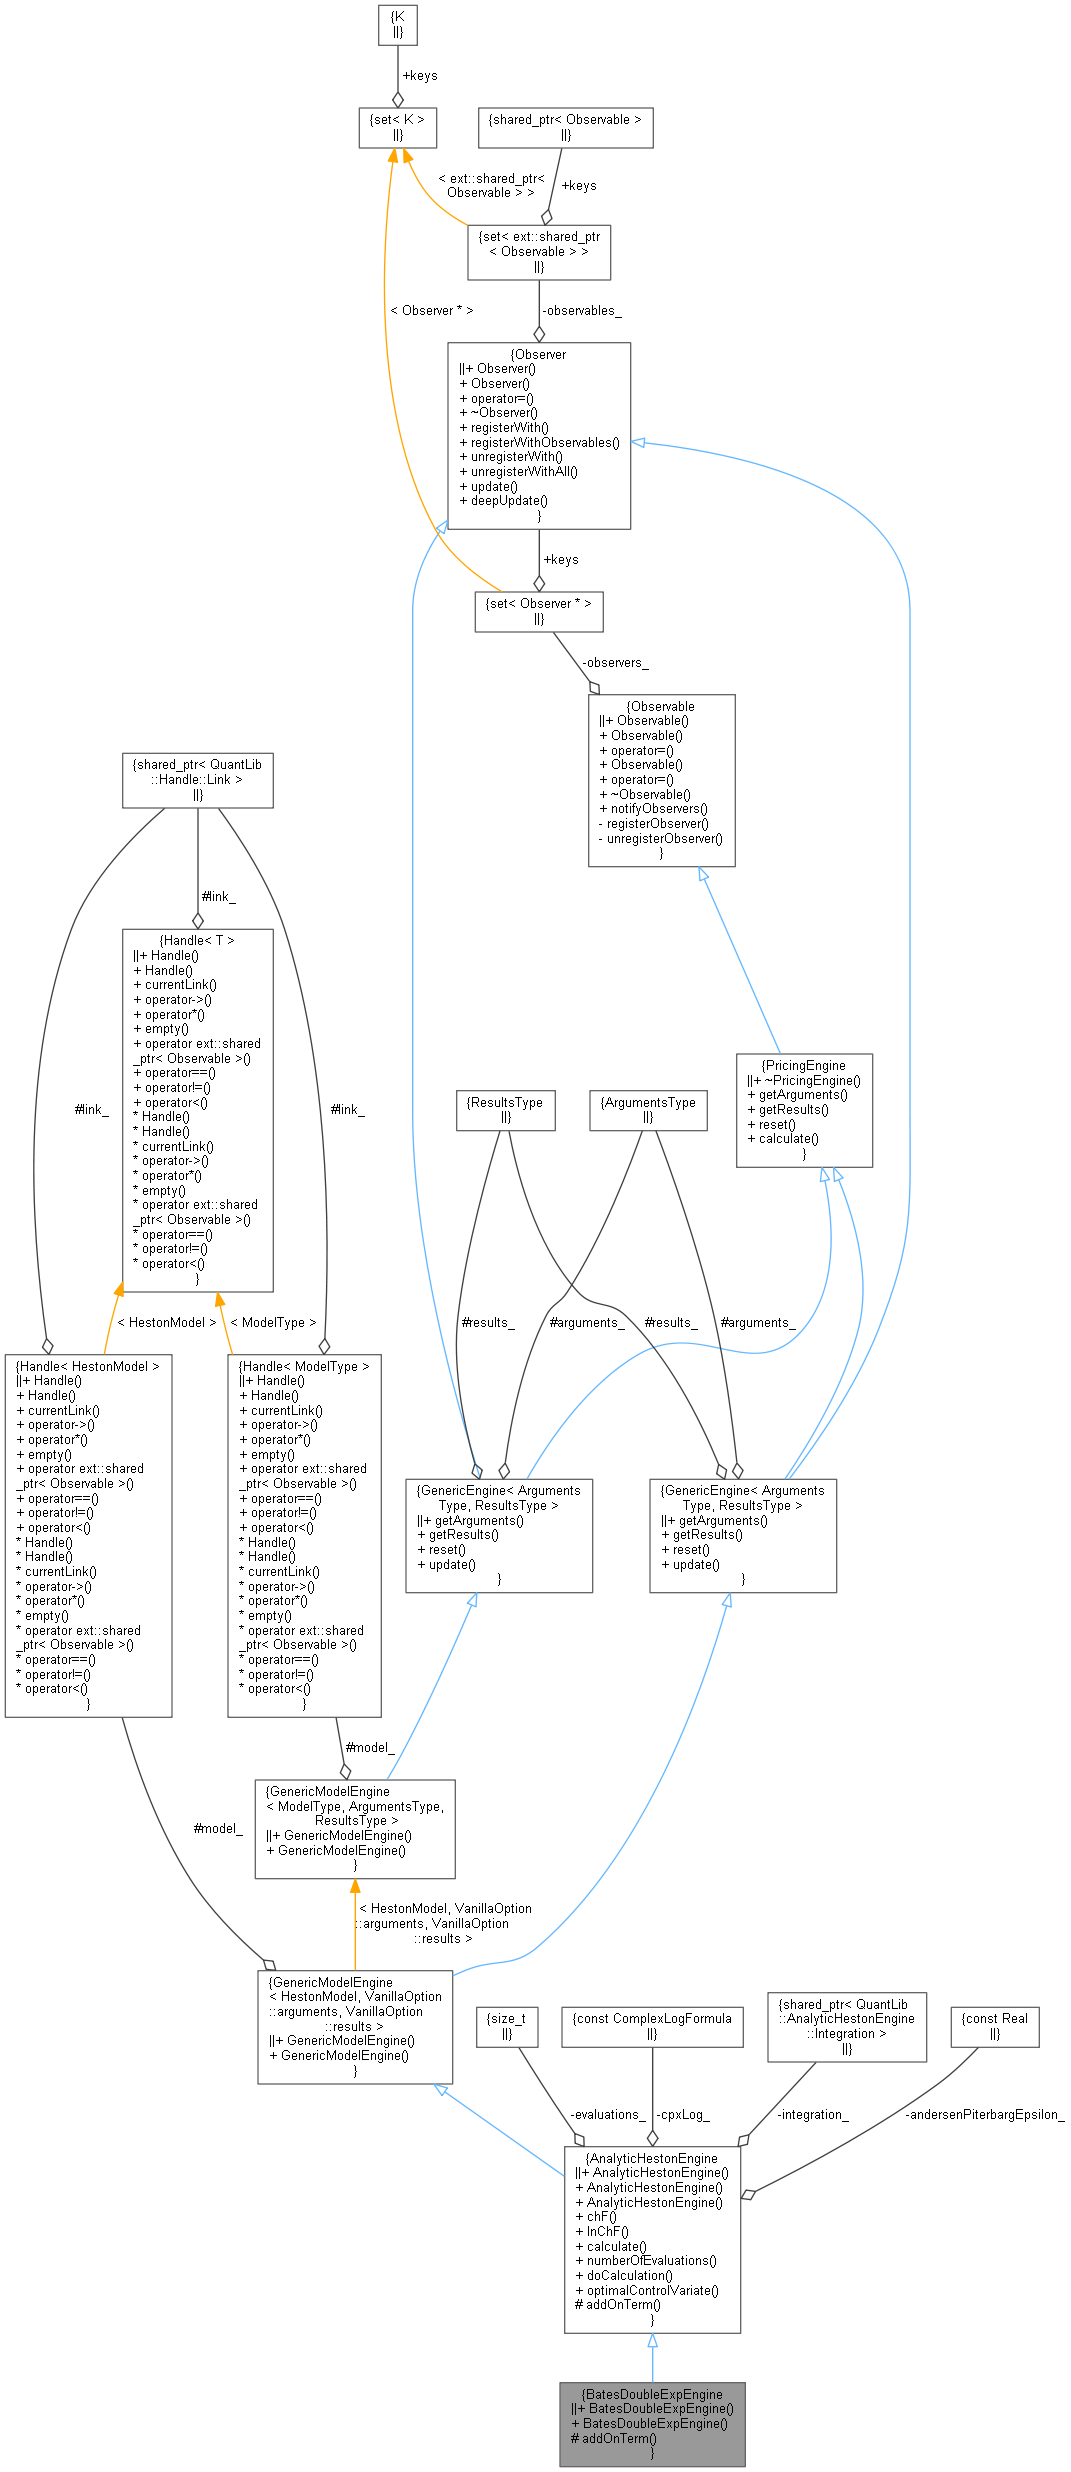 {K
||}
+keys
{set< K >
||}
{shared_ptr< Observable >
||}
< ext::shared_ptr<
Observable > >
+keys
{set< ext::shared_ptr
< Observable > >
||}
< Observer * >
-observables_
{Observer
||+ Observer()
+ Observer()
+ operator=()
+ ~Observer()
+ registerWith()
+ registerWithObservables()
+ unregisterWith()
+ unregisterWithAll()
+ update()
+ deepUpdate()
}
+keys
{set< Observer * >
||}
-observers_
{Observable
||+ Observable()
+ Observable()
+ operator=()
+ Observable()
+ operator=()
+ ~Observable()
+ notifyObservers()
- registerObserver()
- unregisterObserver()
}
{shared_ptr< QuantLib
::Handle::Link >
||}
#link_
{Handle< T >
||+ Handle()
+ Handle()
+ currentLink()
+ operator->()
+ operator*()
+ empty()
+ operator ext::shared
_ptr< Observable >()
+ operator==()
+ operator!=()
+ operator<()
* Handle()
* Handle()
* currentLink()
* operator->()
* operator*()
* empty()
* operator ext::shared
_ptr< Observable >()
* operator==()
* operator!=()
* operator<()
}
#link_
#link_
{PricingEngine
||+ ~PricingEngine()
+ getArguments()
+ getResults()
+ reset()
+ calculate()
}
{ResultsType
||}
{ArgumentsType
||}
< HestonModel >
< ModelType >
#results_
#arguments_
#results_
#arguments_
{Handle< HestonModel >
||+ Handle()
+ Handle()
+ currentLink()
+ operator->()
+ operator*()
+ empty()
+ operator ext::shared
_ptr< Observable >()
+ operator==()
+ operator!=()
+ operator<()
* Handle()
* Handle()
* currentLink()
* operator->()
* operator*()
* empty()
* operator ext::shared
_ptr< Observable >()
* operator==()
* operator!=()
* operator<()
}
{Handle< ModelType >
||+ Handle()
+ Handle()
+ currentLink()
+ operator->()
+ operator*()
+ empty()
+ operator ext::shared
_ptr< Observable >()
+ operator==()
+ operator!=()
+ operator<()
* Handle()
* Handle()
* currentLink()
* operator->()
* operator*()
* empty()
* operator ext::shared
_ptr< Observable >()
* operator==()
* operator!=()
* operator<()
}
{GenericEngine< Arguments
Type, ResultsType >
||+ getArguments()
+ getResults()
+ reset()
+ update()
}
{GenericEngine< Arguments
Type, ResultsType >
||+ getArguments()
+ getResults()
+ reset()
+ update()
}
#model_
{GenericModelEngine
< ModelType, ArgumentsType,
ResultsType >
||+ GenericModelEngine()
+ GenericModelEngine()
}
#model_
< HestonModel, VanillaOption
::arguments, VanillaOption
::results >
{GenericModelEngine
< HestonModel, VanillaOption
::arguments, VanillaOption
::results >
||+ GenericModelEngine()
+ GenericModelEngine()
}
{size_t
||}
{const ComplexLogFormula
||}
{shared_ptr< QuantLib
::AnalyticHestonEngine
::Integration >
||}
{const Real
||}
-evaluations_
-cpxLog_
-integration_
-andersenPiterbargEpsilon_
{AnalyticHestonEngine
||+ AnalyticHestonEngine()
+ AnalyticHestonEngine()
+ AnalyticHestonEngine()
+ chF()
+ lnChF()
+ calculate()
+ numberOfEvaluations()
+ doCalculation()
+ optimalControlVariate()
# addOnTerm()
}
{BatesDoubleExpEngine
||+ BatesDoubleExpEngine()
+ BatesDoubleExpEngine()
# addOnTerm()
}